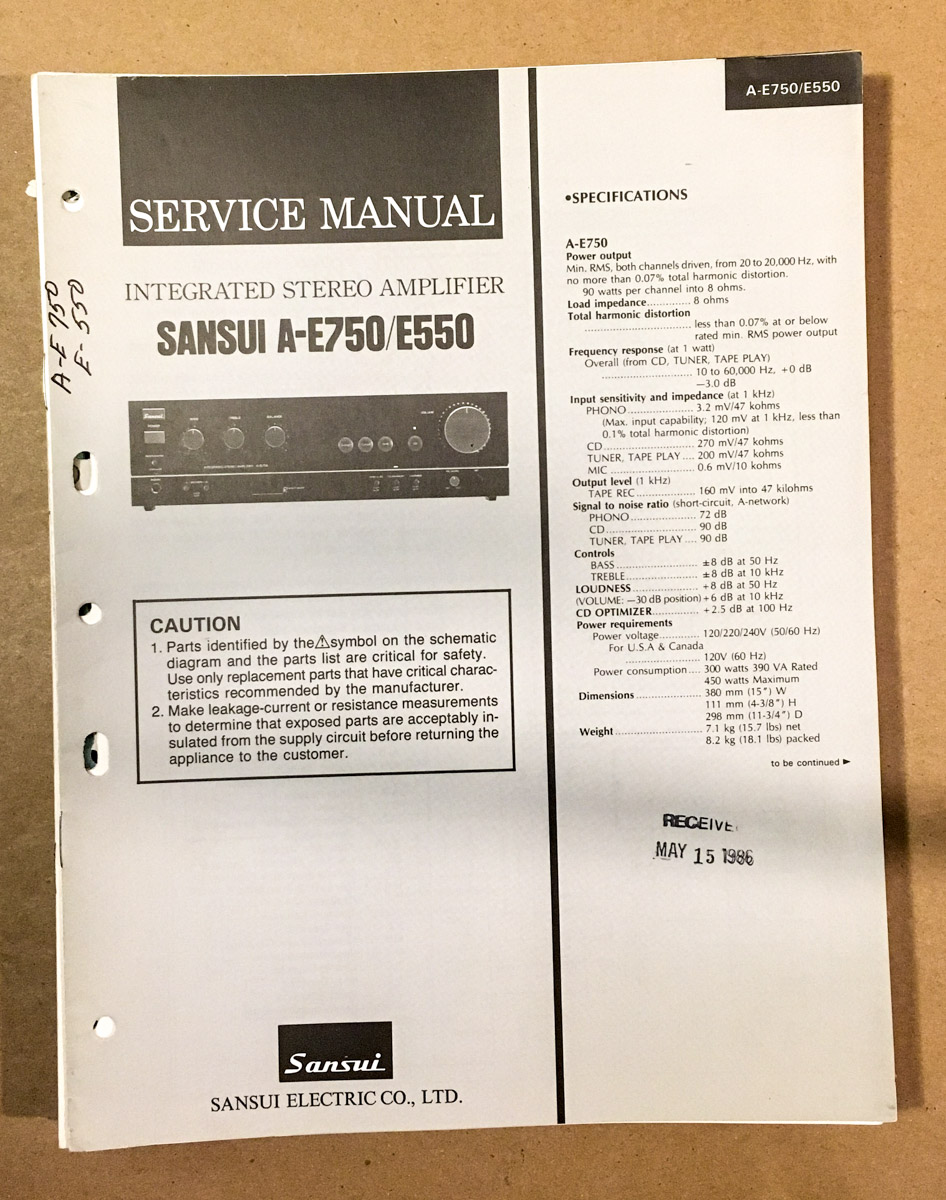 A-E750/E550
SERVICE MANUAL
INTEGRATED STEREO AMPLIFIER
SANSUI A-E750/E550
A-E 750
E-550
CAUTION
1. Parts identified by the⚠symbol on the schematic
diagram and the parts list are critical for safety.
Use only replacement parts that have critical charac-
teristics recommended by the manufacturer.
2. Make leakage-current or resistance measurements
to determine that exposed parts are acceptably in-
sulated from the supply circuit before returning the
appliance to the customer.
Sansui
SANSUI ELECTRIC CO., LTD.
•SPECIFICATIONS
A-E750
Power output
Min. RMS, both channels driven, from 20 to 20,000 Hz, with
no more than 0.07% total harmonic distortion.
90 watts per channel into 8 ohms.
Load impedance............. 8 ohms
Total harmonic distortion
............................... less than 0.07% at or below
rated min. RMS power output
Frequency response (at 1 watt)
Overall (from CD, TUNER, TAPE PLAY)
.......................... 10 to 60,000 Hz, +0 dB
−3.0 dB
Input sensitivity and impedance (at 1 kHz)
PHONO................... 3.2 mV/47 kohms
(Max. input capability; 120 mV at 1 kHz, less than
0.1% total harmonic distortion)
CD.......................... 270 mV/47 kohms
TUNER, TAPE PLAY.... 200 mV/47 kohms
MIC ........................ 0.6 mV/10 kohms
Output level (1 kHz)
TAPE REC................. 160 mV into 47 kilohms
Signal to noise ratio (short-circuit, A-network)
PHONO................... 72 dB
CD.......................... 90 dB
TUNER, TAPE PLAY .... 90 dB
Controls
BASS....................... ±8 dB at 50 Hz
TREBLE.................... ±8 dB at 10 kHz
LOUDNESS.................. +8 dB at 50 Hz
(VOLUME: −30 dB position) +6 dB at 10 kHz
CD OPTIMIZER............. +2.5 dB at 100 Hz
Power requirements
Power voltage............ 120/220/240V (50/60 Hz)
For U.S.A & Canada
..................... 120V (60 Hz)
Power consumption.... 300 watts 390 VA Rated
450 watts Maximum
Dimensions.................. 380 mm (15") W
111 mm (4-3/8") H
298 mm (11-3/4") D
Weight........................ 7.1 kg (15.7 lbs) net
8.2 kg (18.1 lbs) packed
to be continued ►
RECEIVE
MAY 15 1986